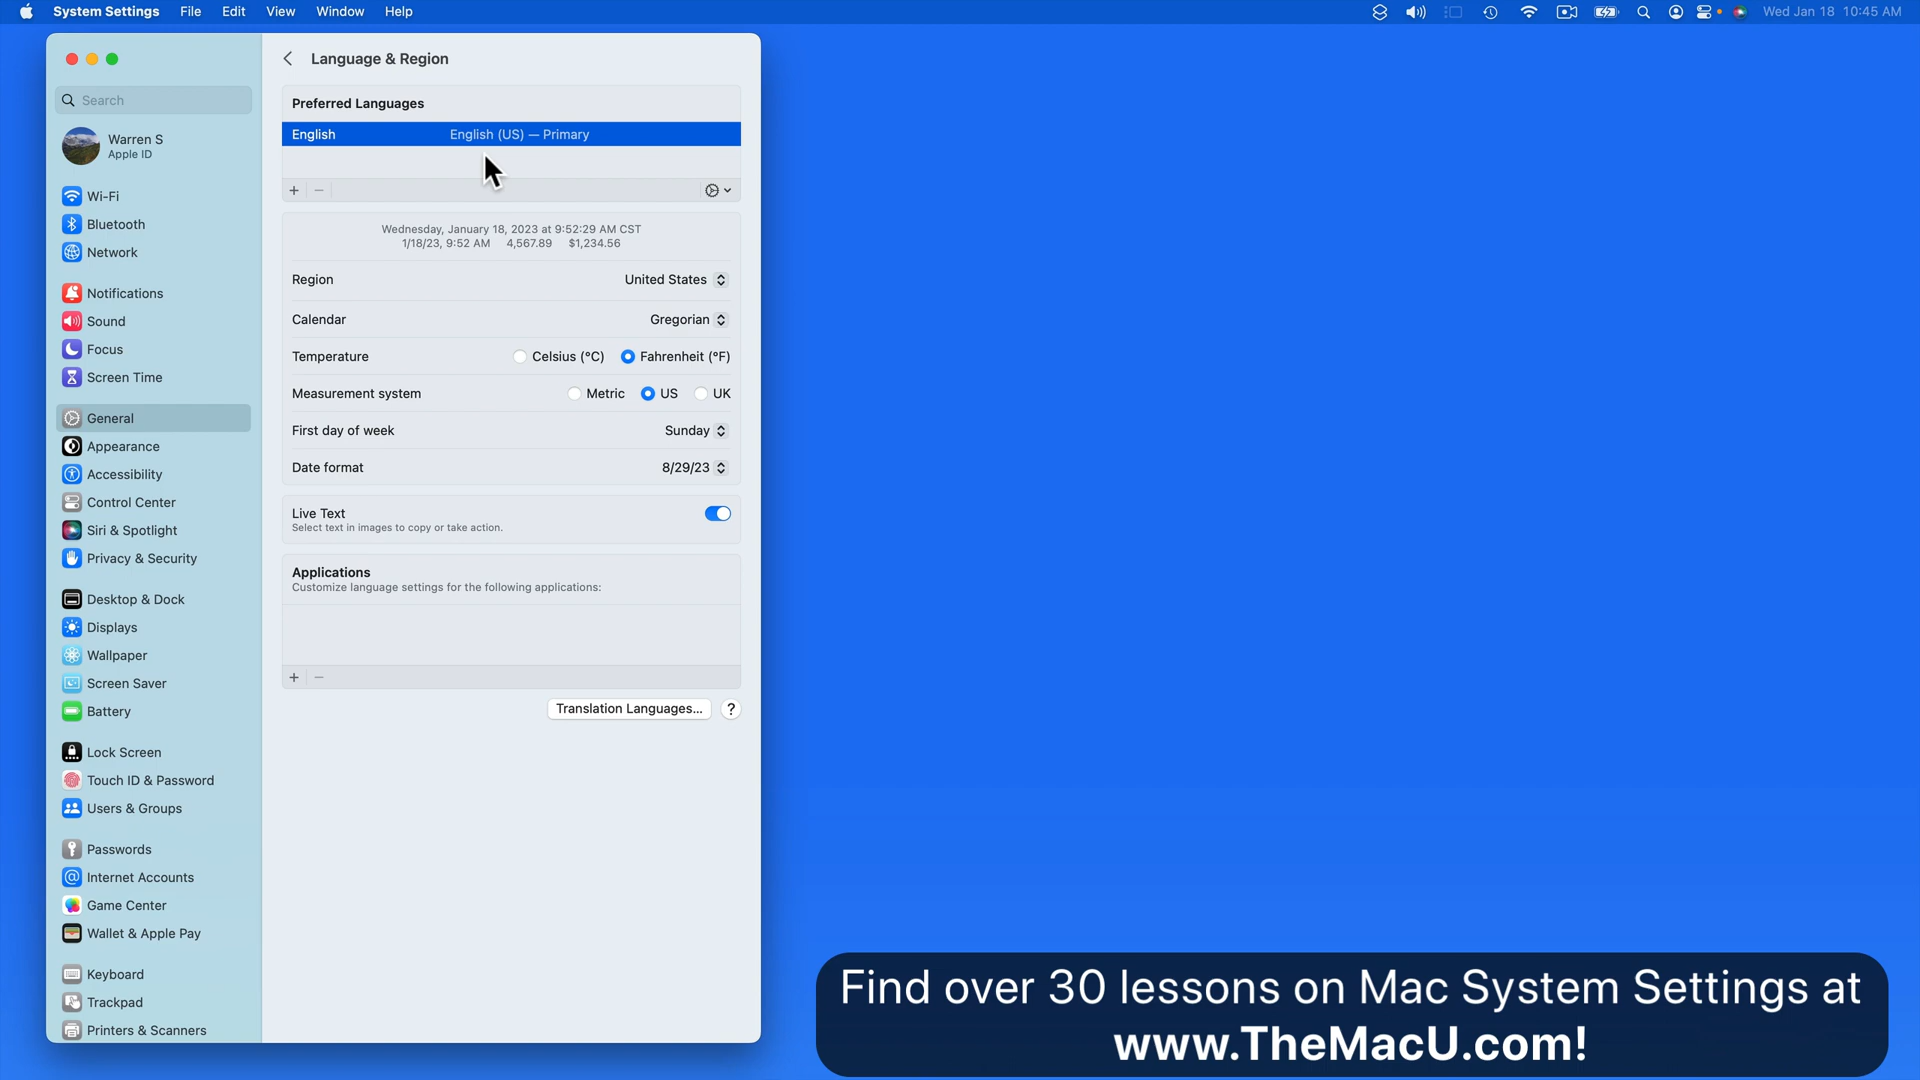 System Settings File Edit View Window Help Wed Jan 18 10:45 AM
Search
Warren S
Apple ID
Wi-Fi
Bluetooth
Network
Notifications
Sound
Focus
Screen Time
General
Appearance
Accessibility
Control Center
Siri & Spotlight
Privacy & Security
Desktop & Dock
Displays
Wallpaper
Screen Saver
Battery
Lock Screen
Touch ID & Password
Users & Groups
Passwords
Internet Accounts
Game Center
Wallet & Apple Pay
Keyboard
Trackpad
Printers & Scanners
Language & Region
Preferred Languages
English English (US) — Primary
+ −
Wednesday, January 18, 2023 at 9:52:29 AM CST
1/18/23, 9:52 AM 4,567.89 $1,234.56
Region United States
Calendar Gregorian
Temperature Celsius (°C) Fahrenheit (°F)
Measurement system Metric US UK
First day of week Sunday
Date format 8/29/23
Live Text
Select text in images to copy or take action.
Applications
Customize language settings for the following applications:
+ −
Translation Languages... ?
Find over 30 lessons on Mac System Settings at
www.TheMacU.com!